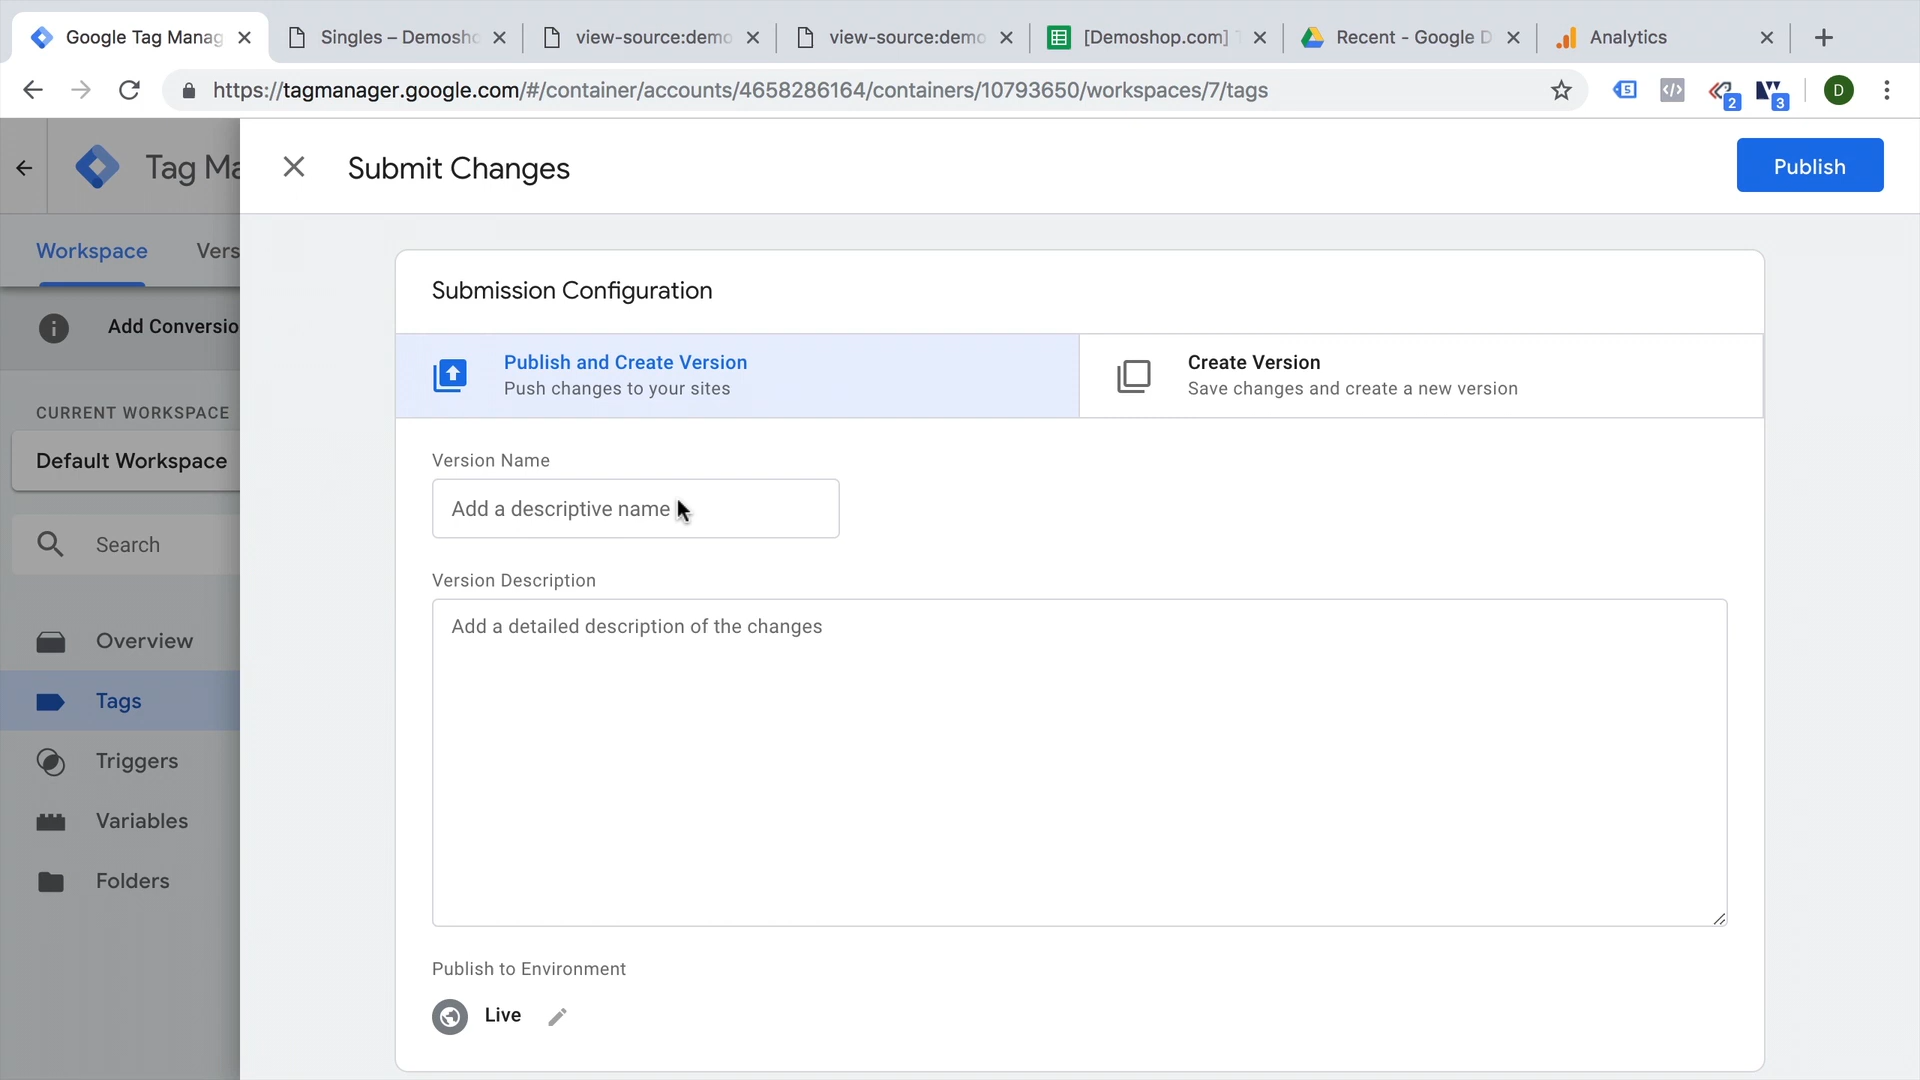 Google Tag Manag
Singles – Demosho
view-source:demo
view-source:demo
[Demoshop.com] T
Recent - Google D
Analytics
https://tagmanager.google.com/#/container/accounts/4658286164/containers/10793650/workspaces/7/tags
5
2
3
D
Tag Ma
Submit Changes
Publish
Workspace
Vers
Add Conversio
CURRENT WORKSPACE
Default Workspace
Search
Overview
Tags
Triggers
Variables
Folders
Submission Configuration
Publish and Create Version
Push changes to your sites
Create Version
Save changes and create a new version
Version Name
Add a descriptive name
Version Description
Add a detailed description of the changes
Publish to Environment
Live